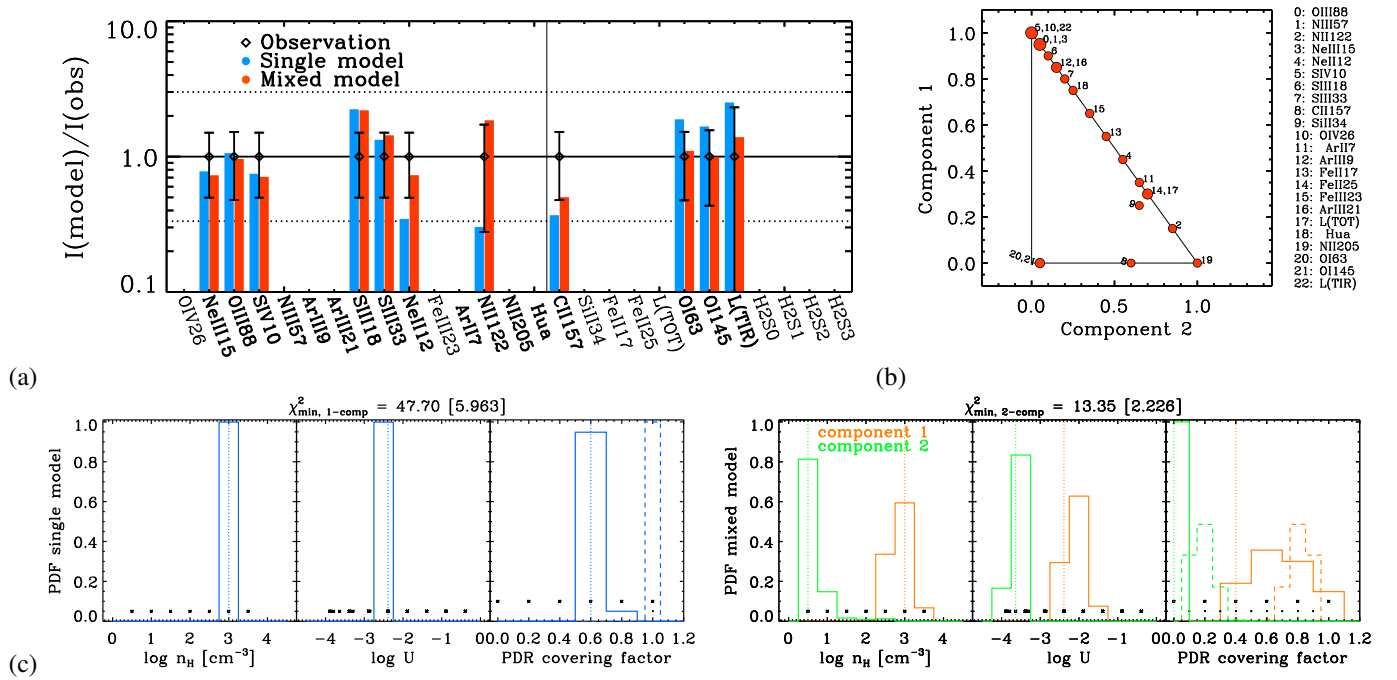 10.0
1.0
0.1
I(model)/I(obs)
Observation
Single model
Mixed model
OIV26
NeIII15
OIII88
SIV10
NIII57
ArIII9
ArIII21
SIII18
SIII33
NeII12
FeIII23
ArII7
NII122
NII205
Hua
CII157
SiII34
FeII17
FeII25
L(TOT)
OI63
OI145
L(TIR)
H2S0
H2S1
H2S2
H2S3
(a)
1.0
0.8
0.6
0.4
0.2
0.0
Component 1
5,10,22
0,1,3
6
12,16
7
18
15
13
4
11
14,17
9
2
20,21
8
19
0.0 0.5 1.0
Component 2
0: OIII88
1: NIII57
2: NII122
3: NeIII15
4: NeII12
5: SIV10
6: SIII18
7: SIII33
8: CII157
9: SiII34
10: OIV26
11: ArII7
12: ArIII9
13: FeII17
14: FeII25
15: FeIII23
16: ArIII21
17: L(TOT)
18: Hua
19: NII205
20: OI63
21: OI145
22: L(TIR)
(b)
χ²min, 1-comp = 47.70 [5.963]
PDF single model
1.0
0.8
0.6
0.4
0.2
0.0
0 1 2 3 4
log nH [cm⁻³]
−4 −3 −2 −1 0
log U
0.0 0.2 0.4 0.6 0.8 1.0 1.2
PDR covering factor
χ²min, 2-comp = 13.35 [2.226]
component 1
component 2
PDF mixed model
1.0
0.8
0.6
0.4
0.2
0.0
0 1 2 3 4
log nH [cm⁻³]
−4 −3 −2 −1 0
log U
0.0 0.2 0.4 0.6 0.8 1.0 1.2
PDR covering factor
(c)